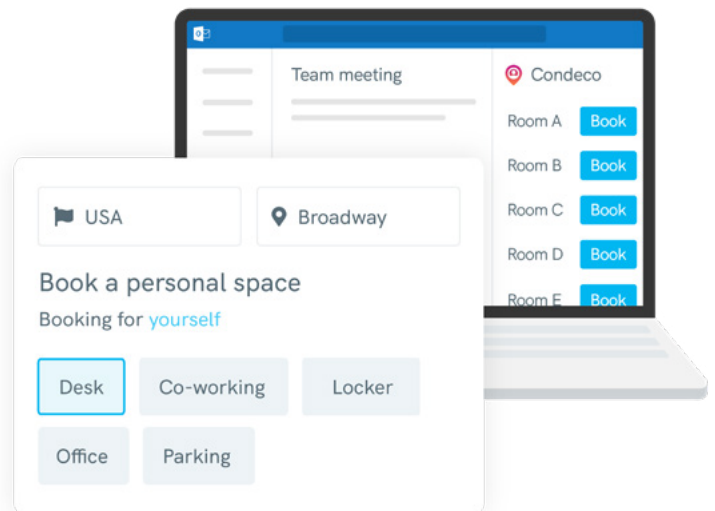 Team meeting
Condeco
Room A Book
Room B Book
Room C Book
Room D Book
Room E Book
USA
Broadway
Book a personal space
Booking for yourself
Desk
Co-working
Locker
Office
Parking